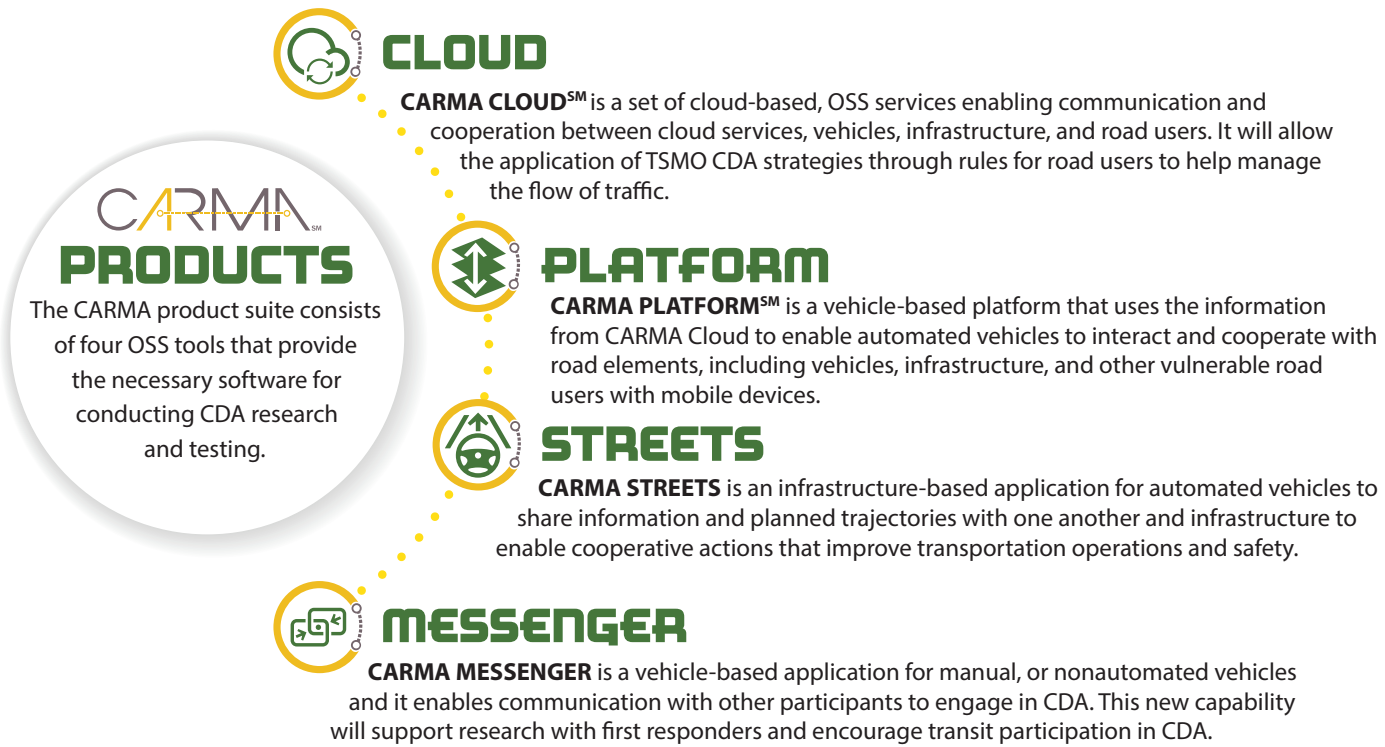 CLOUD
CARMA CLOUD℠ is a set of cloud-based, OSS services enabling communication and
cooperation between cloud services, vehicles, infrastructure, and road users. It will allow
the application of TSMO CDA strategies through rules for road users to help manage
the flow of traffic.
CARMA SM
PRODUCTS
The CARMA product suite consists
of four OSS tools that provide
the necessary software for
conducting CDA research
and testing.
PLATFORM
CARMA PLATFORM℠ is a vehicle-based platform that uses the information
from CARMA Cloud to enable automated vehicles to interact and cooperate with
road elements, including vehicles, infrastructure, and other vulnerable road
users with mobile devices.
STREETS
CARMA STREETS is an infrastructure-based application for automated vehicles to
share information and planned trajectories with one another and infrastructure to
enable cooperative actions that improve transportation operations and safety.
MESSENGER
CARMA MESSENGER is a vehicle-based application for manual, or nonautomated vehicles
and it enables communication with other participants to engage in CDA. This new capability
will support research with first responders and encourage transit participation in CDA.